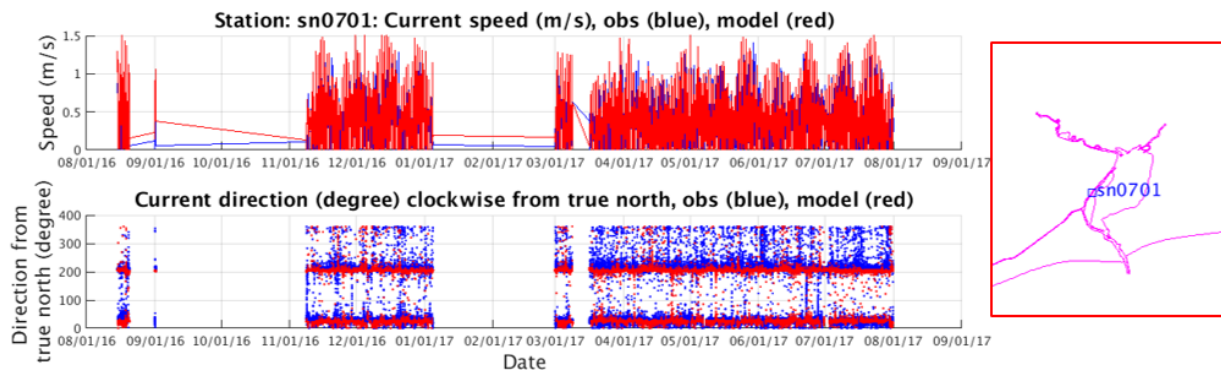 Station: sn0701: Current speed (m/s), obs (blue), model (red)
Speed (m/s)
1.5
1
0.5
0
08/01/16 09/01/16 10/01/16 11/01/16 12/01/16 01/01/17 02/01/17 03/01/17 04/01/17 05/01/17 06/01/17 07/01/17 08/01/17 09/01/17
sn0701
Current direction (degree) clockwise from true north, obs (blue), model (red)
Direction from
true north (degree)
400
300
200
100
0
08/01/16 09/01/16 10/01/16 11/01/16 12/01/16 01/01/17 02/01/17 03/01/17 04/01/17 05/01/17 06/01/17 07/01/17 08/01/17 09/01/17
Date